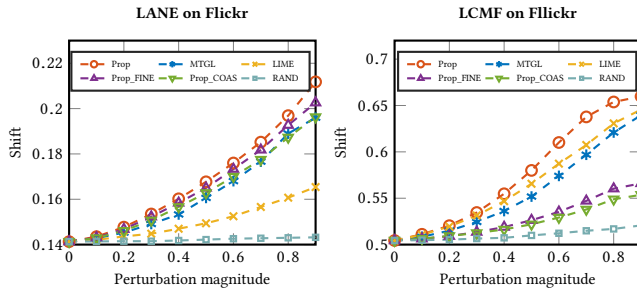 LANE on Flickr
0.22
0.2
0.16
0.14
Shift
Prop
MTGL
LIME
Prop_FINE
Prop_COAS
RAND
0
0.2
0.4
0.6
0.8
Perturbation magnitude
LCMF on Fllickr
0.7
0.65
0.6
0.55
0.5
Shift
Prop
MTGL
LIME
Prop_FINE
Prop_COAS
RAND
0
0.2
0.4
0.6
0.8
Perturbation magnitude